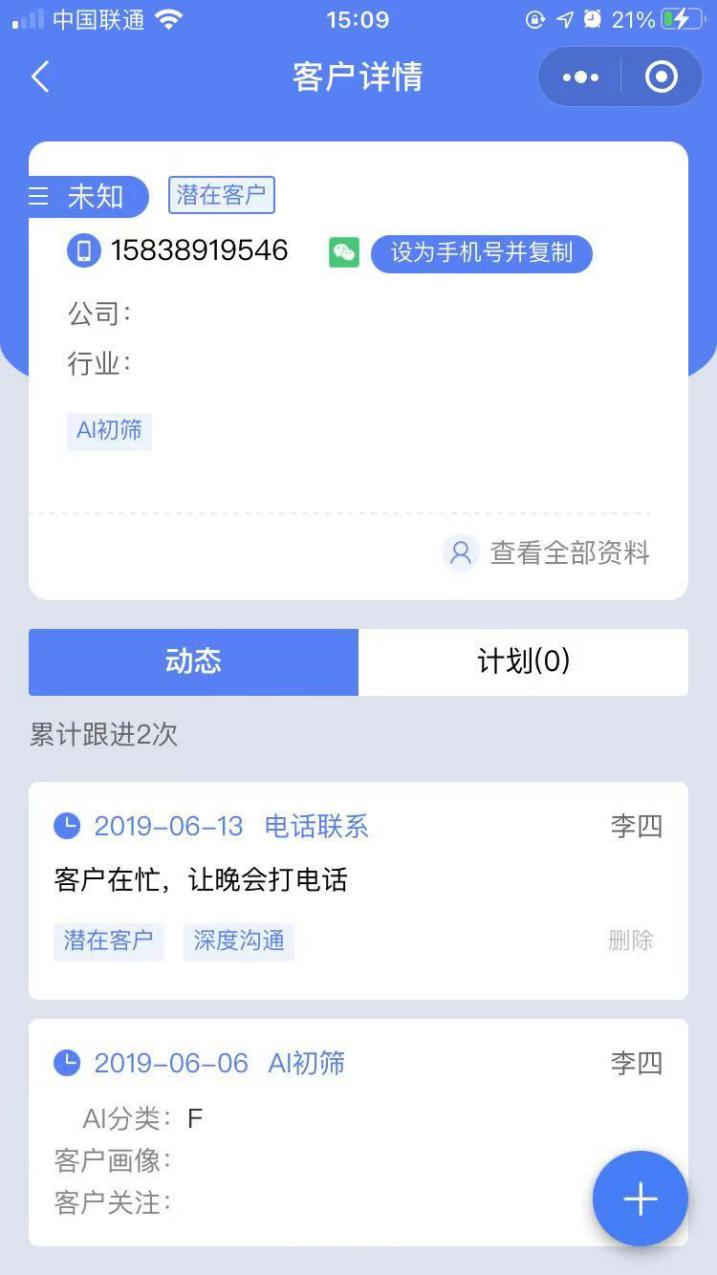 中国联通 15:09 21%
客户详情
未知 潜在客户
15838919546 设为手机号并复制
公司：
行业：
AI初筛
查看全部资料
动态 计划(0)
累计跟进2次
2019-06-13 电话联系 李四
客户在忙，让晚会打电话
潜在客户 深度沟通 删除
2019-06-06 AI初筛 李四
AI分类： F
客户画像：
客户关注：